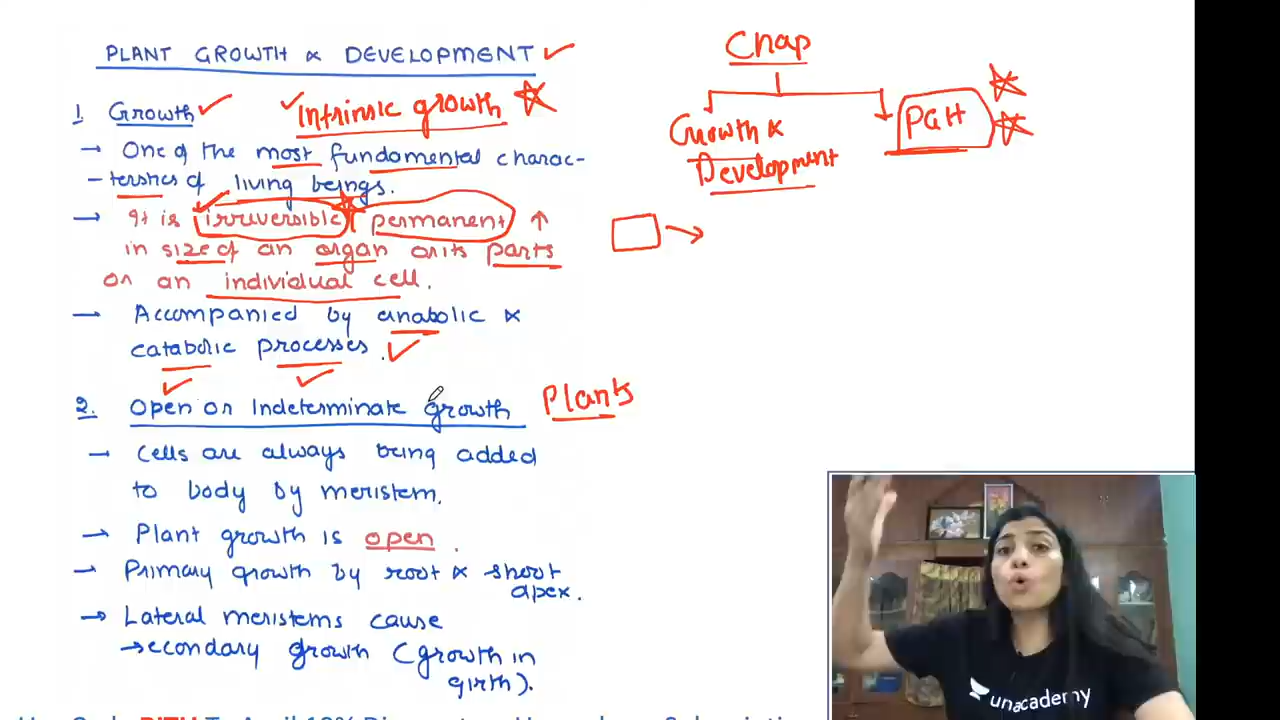 PLANT GROWTH & DEVELOPMENT
1. Growth
Intrinsic growth
→ One of the most fundamental charac-
-teristics of living beings.
→ It is irruversible permanent ↑
in size of an organ or its parts
or an individual cell.
→ Accompanied by anabolic &
catabolic processes.
2. Open or Indeterminate growth
Plants
→ Cells are always being added
to body by meristem.
→ Plant growth is open.
→ Primary growth by root & shoot
apex.
→ Lateral meristems cause
→ econdary growth (growth in
girth).
Chap
Growth &
Development
PGH
unacademy